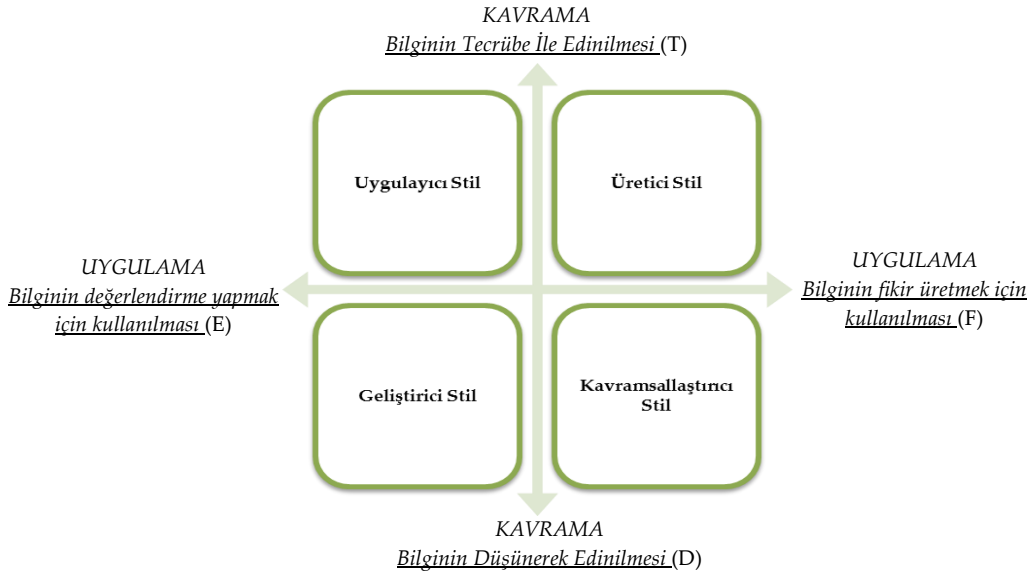 KAVRAMA
Bilginin Tecrübe İle Edinilmesi (T)
Uygulayıcı Stil
Üretici Stil
UYGULAMA
Bilginin değerlendirme yapmak
için kullanılması (E)
UYGULAMA
Bilginin fikir üretmek için
kullanılması (F)
Geliştirici Stil
Kavramsallaştırıcı
Stil
KAVRAMA
Bilginin Düşünerek Edinilmesi (D)